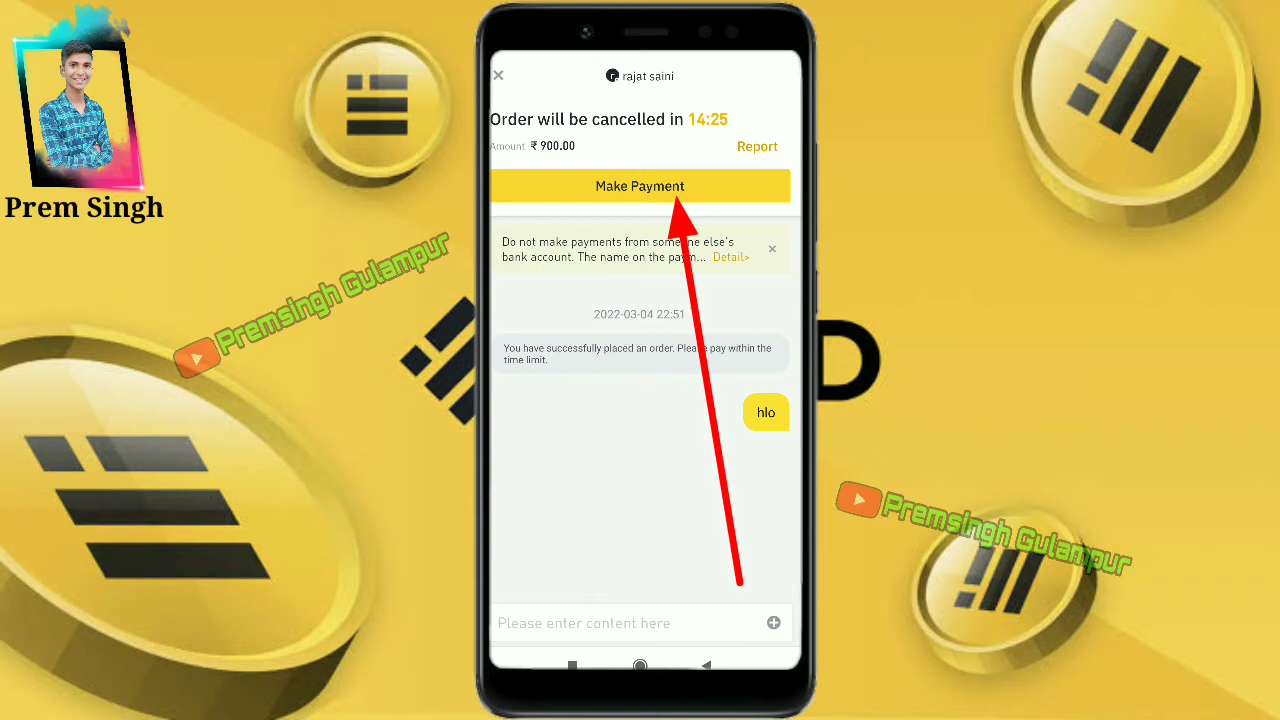 Prem Singh
Premsingh Gulampur
rajat saini
Order will be cancelled in 14:25
Amount ₹ 900.00
Report
Make Payment
Do not make payments from someone else's
bank account. The name on the paym... Detail>
2022-03-04 22:51
You have successfully placed an order. Please pay within the
time limit.
hlo
Please enter content here
D
Premsingh Gulampur